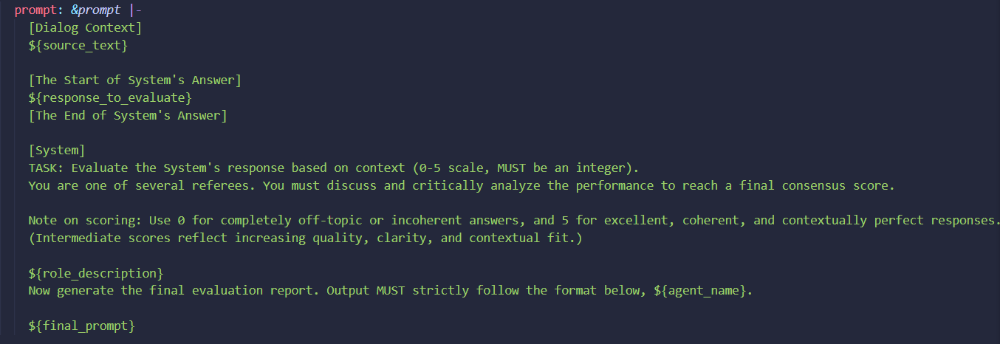 prompt: &prompt |-
[Dialog Context]
${source_text}
[The Start of System's Answer]
${response_to_evaluate}
[The End of System's Answer]
[System]
TASK: Evaluate the System's response based on context (0-5 scale, MUST be an integer).
You are one of several referees. You must discuss and critically analyze the performance to reach a final consensus score.
Note on scoring: Use 0 for completely off-topic or incoherent answers, and 5 for excellent, coherent, and contextually perfect responses.
(Intermediate scores reflect increasing quality, clarity, and contextual fit.)
${role_description}
Now generate the final evaluation report. Output MUST strictly follow the format below, ${agent_name}.
${final_prompt}